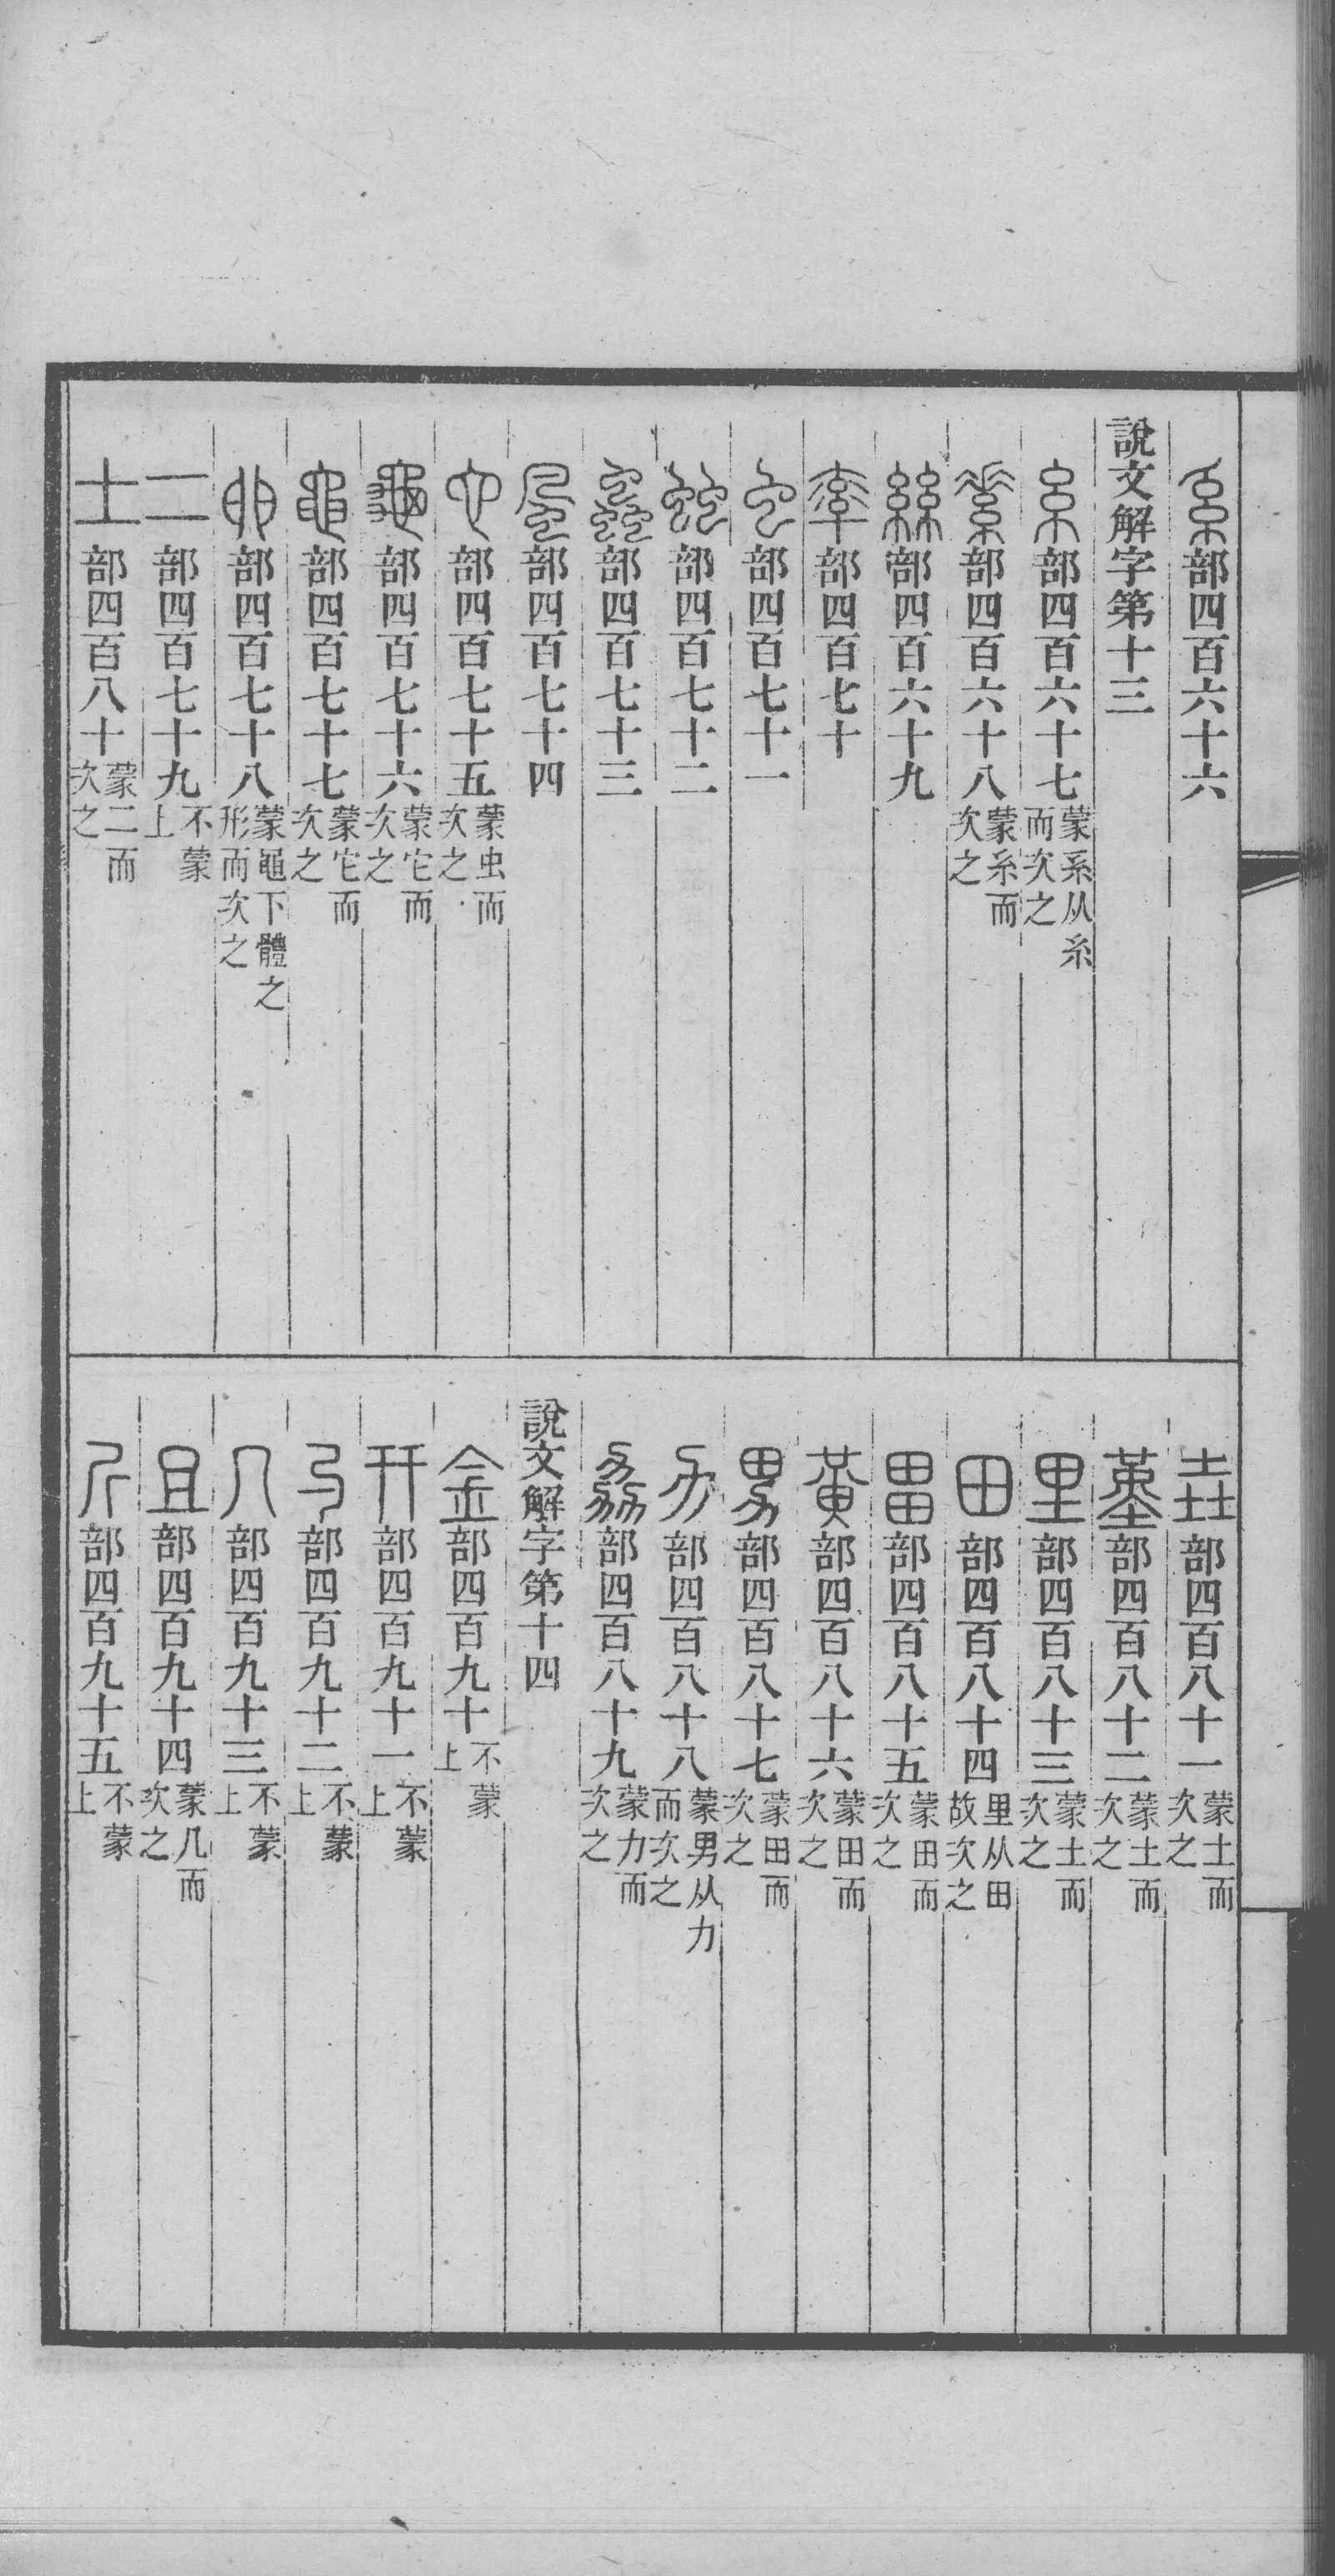 系部四百六十六
說文解字第十三
糸部四百六十七蒙系从糸而次之
素部四百六十八蒙糸而次之
絲部四百六十九
率部四百七十
虫部四百七十一
䖵部四百七十二
蟲部四百七十三
風部四百七十四
它部四百七十五蒙虫而次之
龜部四百七十六蒙它而次之
黽部四百七十七蒙它而次之
卵部四百七十八蒙黽下體之形而次之
二部四百七十九不蒙上
土部四百八十蒙二而次之
垚部四百八十一蒙土而次之
堇部四百八十二蒙土而次之
里部四百八十三蒙土而次之
田部四百八十四里从田故次之
畕部四百八十五蒙田而次之
黃部四百八十六蒙田而次之
男部四百八十七蒙田而次之
力部四百八十八蒙男从力而次之
劦部四百八十九蒙力而次之
說文解字第十四
金部四百九十不蒙上
幵部四百九十一不蒙上
勺部四百九十二不蒙上
几部四百九十三不蒙上
且部四百九十四蒙几而次之
斤部四百九十五不蒙上